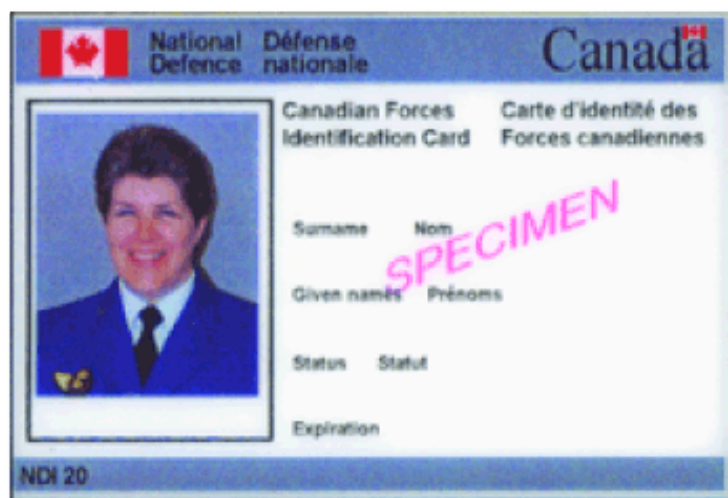 National Défense
Defence nationale
Canada
Canadian Forces Carte d'identité des
Identification Card Forces canadiennes
SPECIMEN
Surname Nom
Given names Prénoms
Status Statut
Expiration
NDI 20